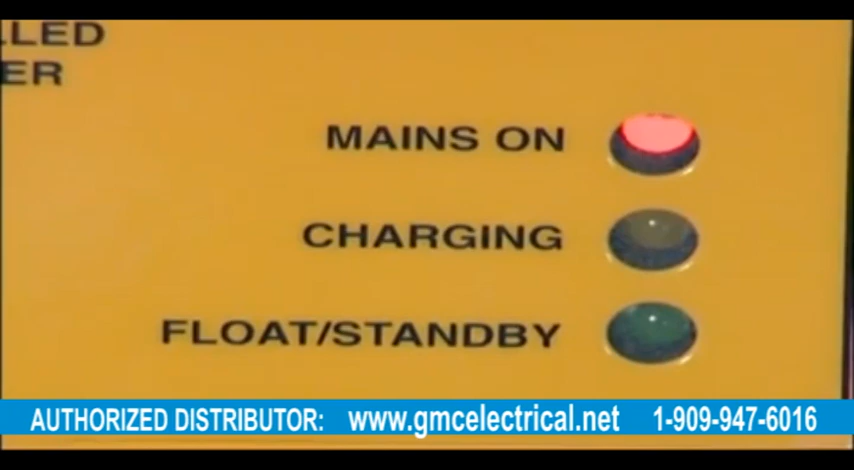 MAINS ON
CHARGING
FLOAT/STANDBY
AUTHORIZED DISTRIBUTOR: www.gmcelectrical.net 1-909-947-6016